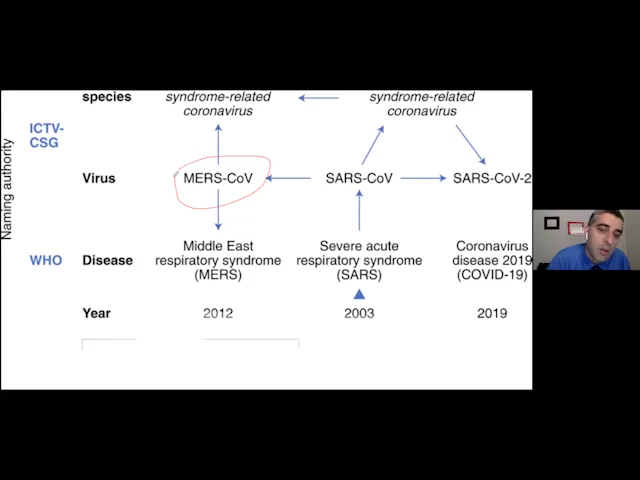 species
syndrome-related
coronavirus
syndrome-related
coronavirus
ICTV-
CSG
Naming authority
Virus
MERS-CoV
SARS-CoV
SARS-CoV-2
WHO
Disease
Middle East
respiratory syndrome
(MERS)
Severe acute
respiratory syndrome
(SARS)
Coronavirus
disease 2019
(COVID-19)
Year
2012
2003
2019